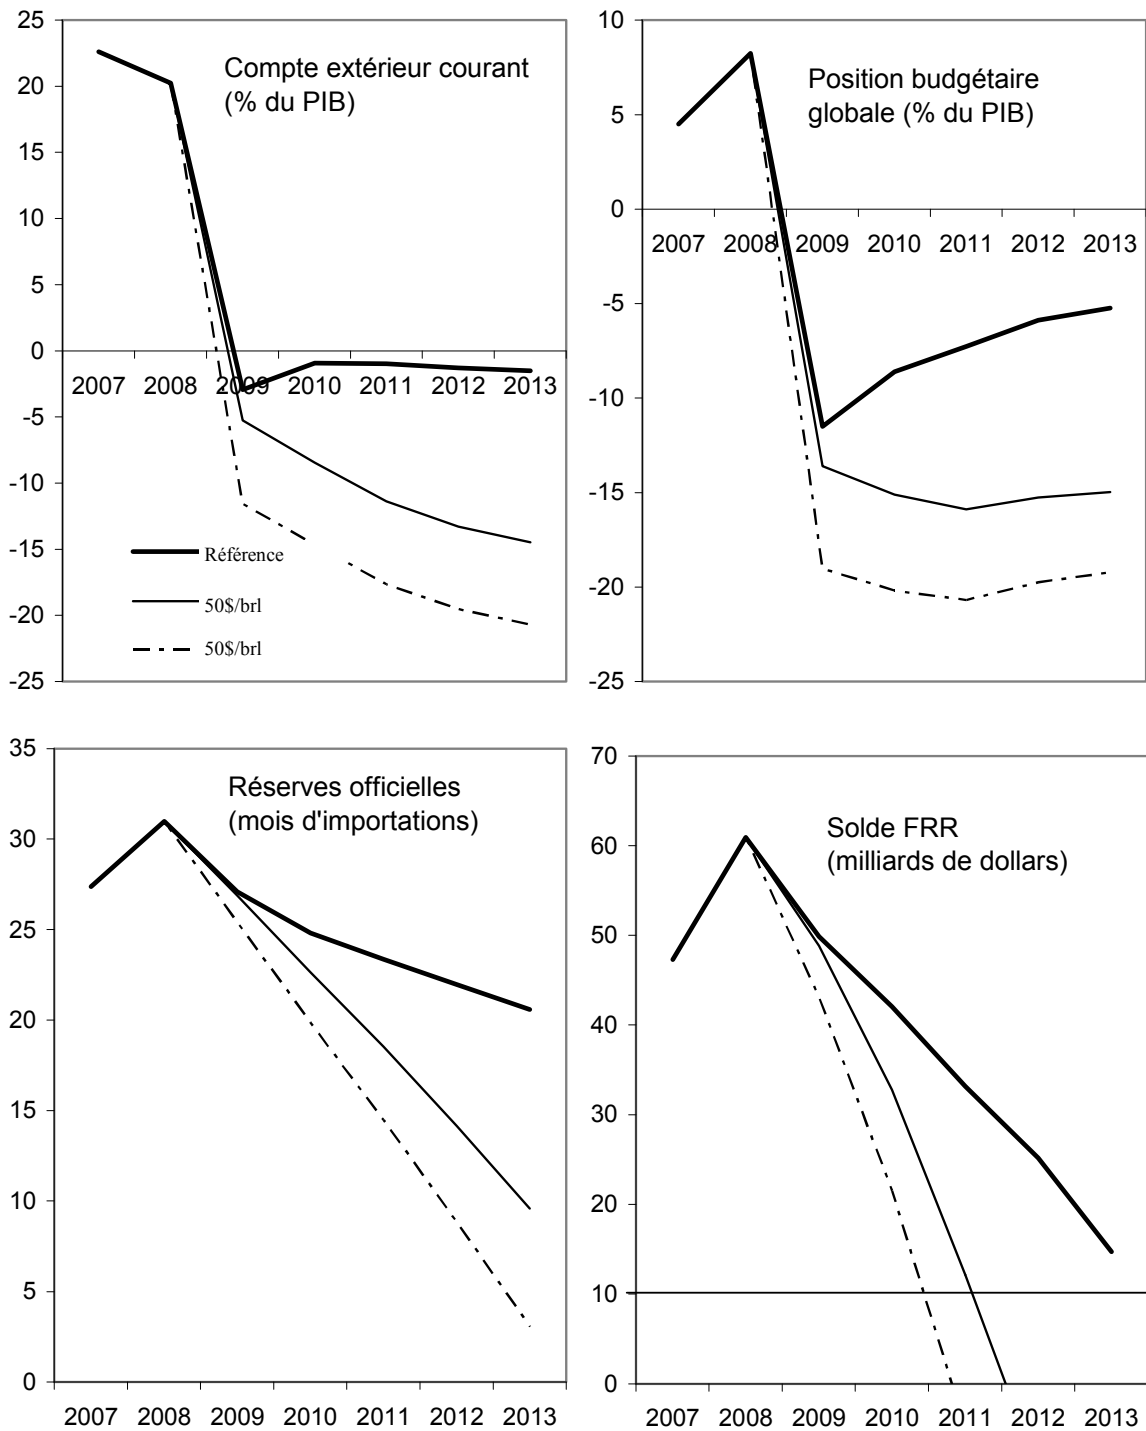 25
20
15
10
5
0
-5
-10
-15
-20
-25
Compte extérieur courant
(% du PIB)
2007 2008 2009 2010 2011 2012 2013
Référence
50$/brl
50$/brl
10
5
0
-5
-10
-15
-20
-25
Position budgétaire
globale (% du PIB)
2007 2008 2009 2010 2011 2012 2013
35
30
25
20
15
10
5
0
Réserves officielles
(mois d'importations)
2007 2008 2009 2010 2011 2012 2013
70
60
50
40
30
20
10
0
Solde FRR
(milliards de dollars)
2007 2008 2009 2010 2011 2012 2013